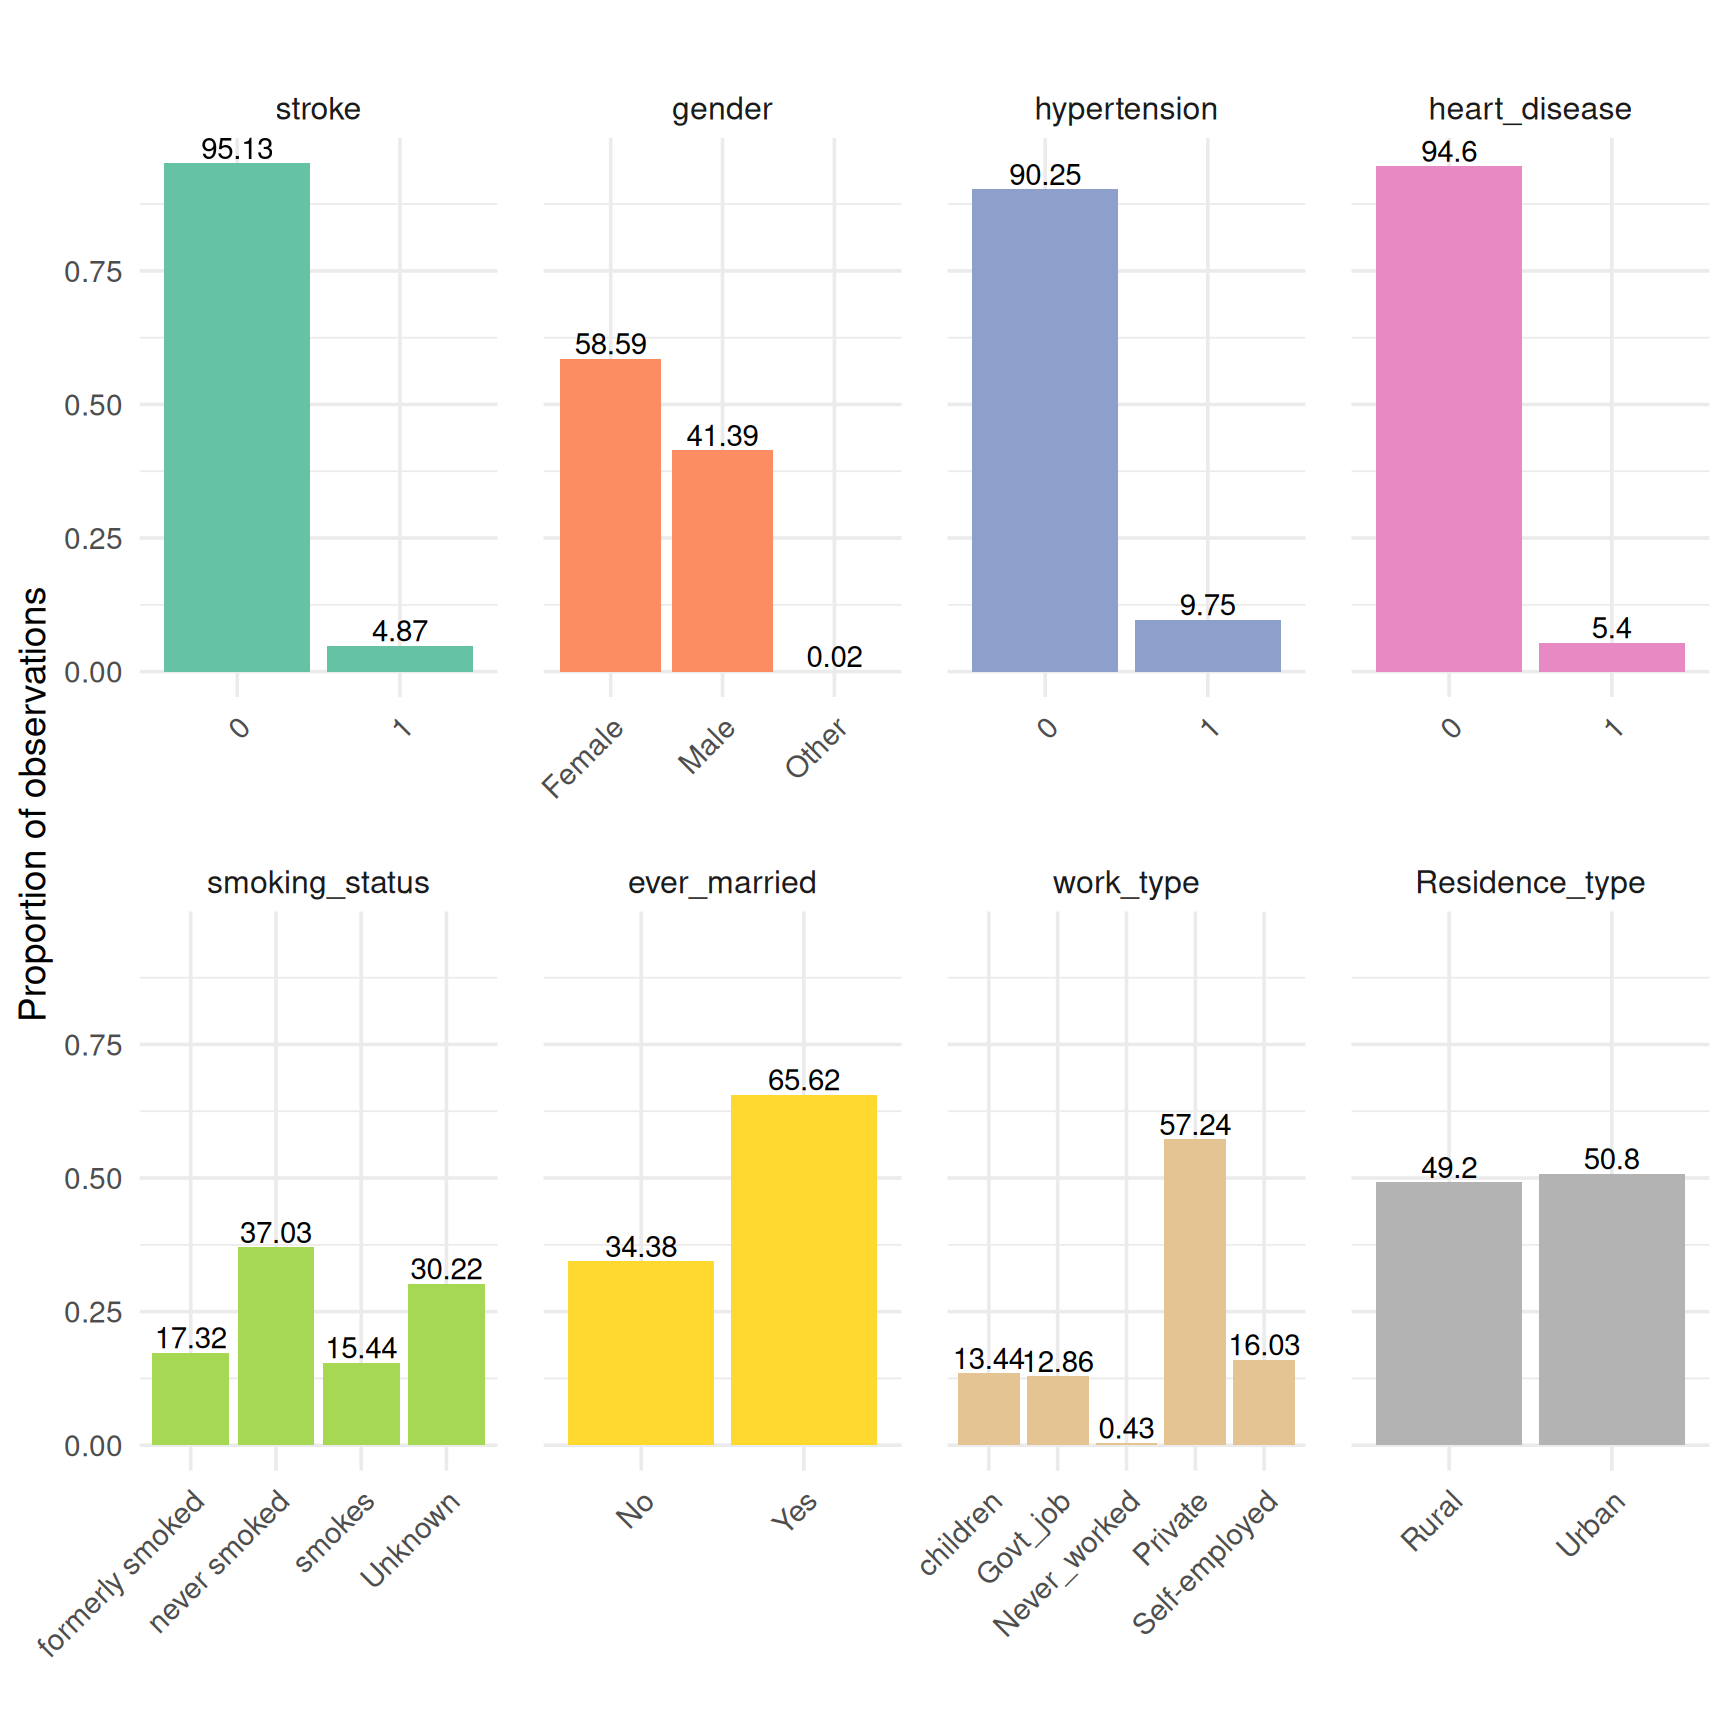 Proportion of observations
stroke
gender
hypertension
heart_disease
0.75
0.50
0.25
0.00
95.13
4.87
58.59
41.39
0.02
90.25
9.75
94.6
5.4
0
1
Female
Male
Other
0
1
0
1
smoking_status
ever_married
work_type
Residence_type
0.75
0.50
0.25
0.00
17.32
37.03
15.44
30.22
34.38
65.62
13.44
12.86
0.43
57.24
16.03
49.2
50.8
formerly smoked
never smoked
smokes
Unknown
No
Yes
children
Govt_job
Never_worked
Private
Self-employed
Rural
Urban